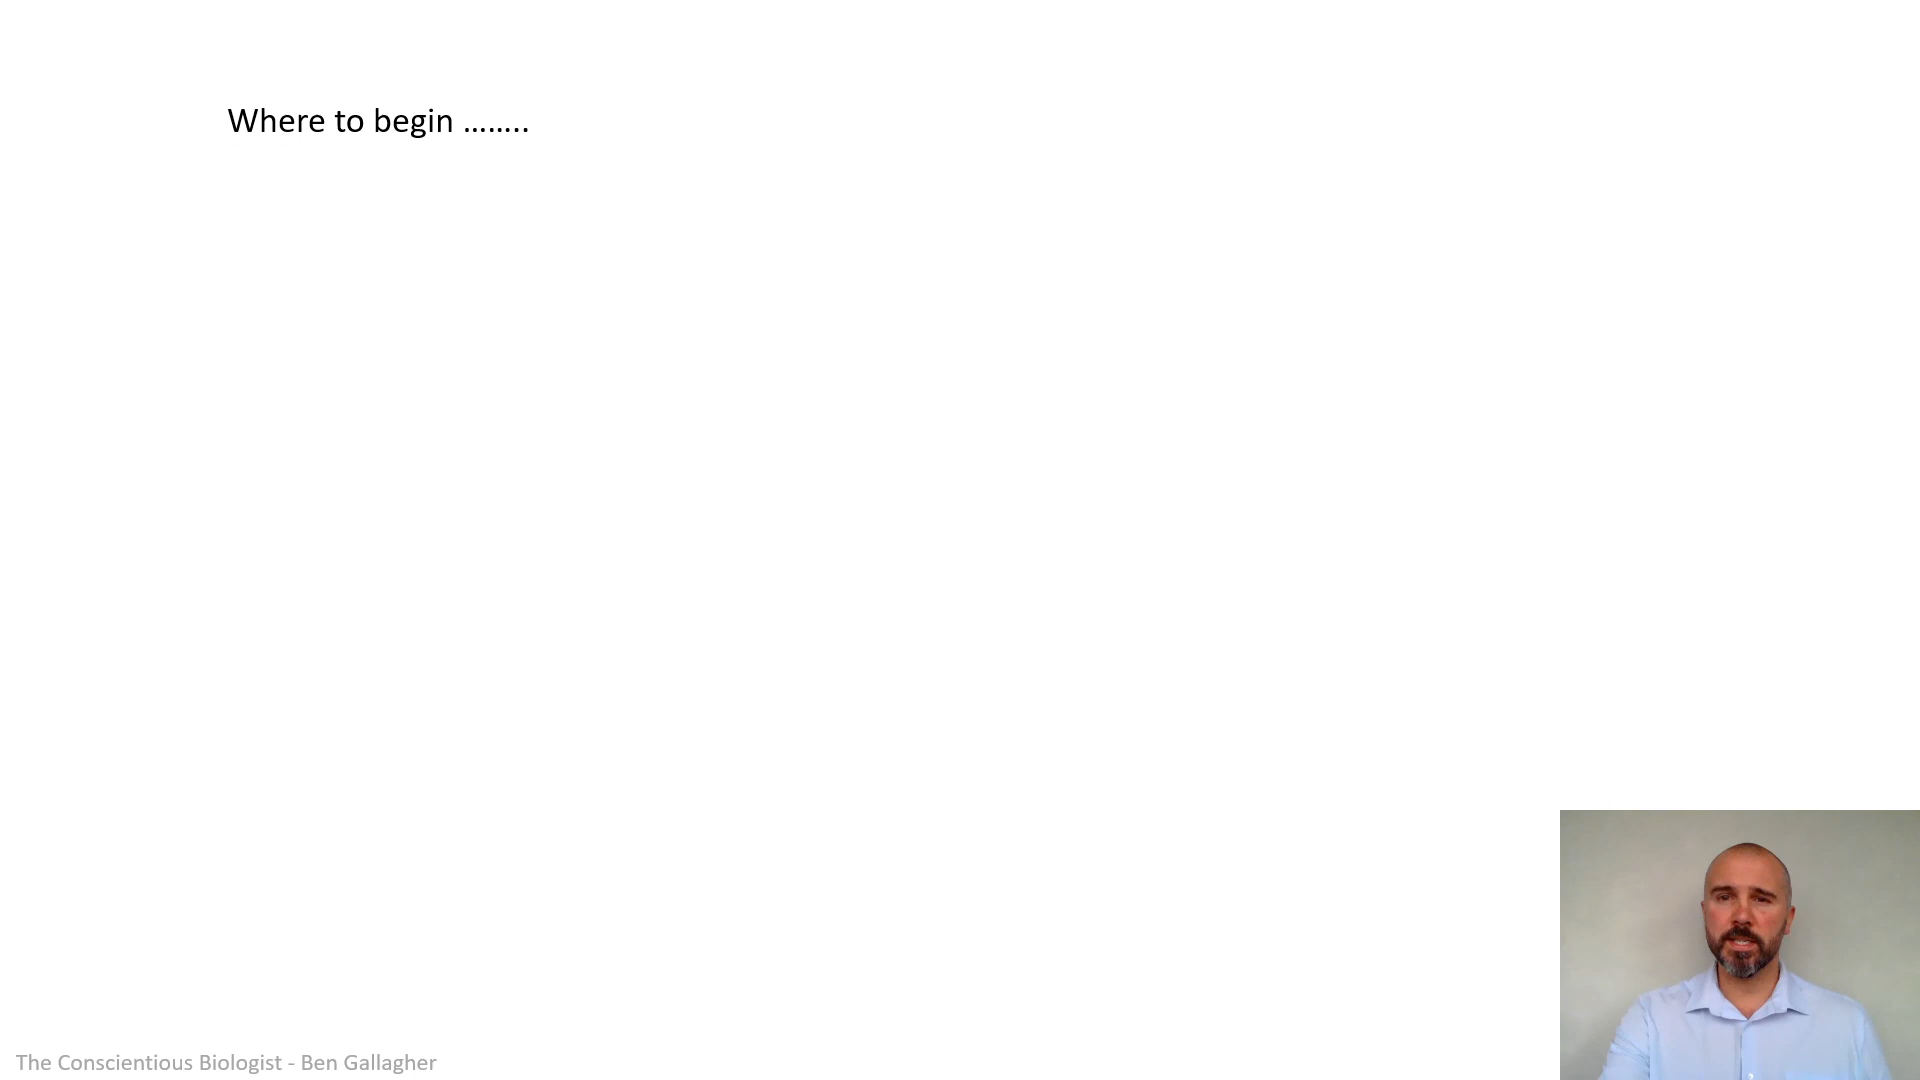 Where to begin ……..
The Conscientious Biologist - Ben Gallagher